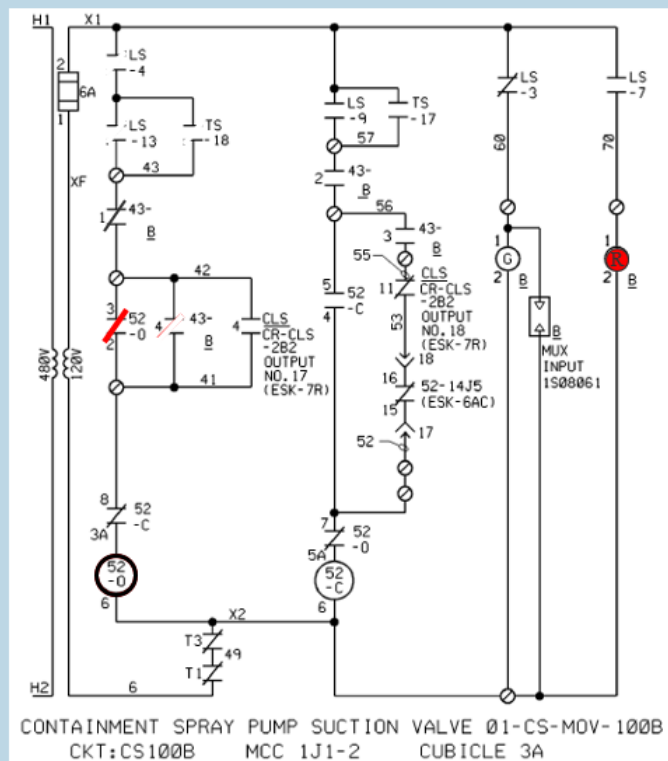 H1
X1
2
6A
1
LS
-4
LS
-13
TS
-18
43
XF
1
43-
B
42
3
52
-O
2
4
43-
B
4
CLS
CR-CLS
-2B2
OUTPUT
NO.17
(ESK-7R)
41
480V
120V
8
52
-C
3A
52
-O
6
X2
T3
49
T1
H2
6
LS
-9
TS
-17
57
2
43-
B
56
3
43-
B
55
CLS
11
CR-CLS
-2B2
OUTPUT
NO.18
(ESK-7R)
5
52
-C
4
53
18
16
52-14J5
15
(ESK-6AC)
17
52
7
52
-O
5A
52
-C
6
LS
-3
60
1
G
2
B
B
MUX
INPUT
1S08061
LS
-7
70
1
R
2
B
CONTAINMENT SPRAY PUMP SUCTION VALVE Ø1-CS-MOV-100B
CKT:CS100B MCC 1J1-2 CUBICLE 3A